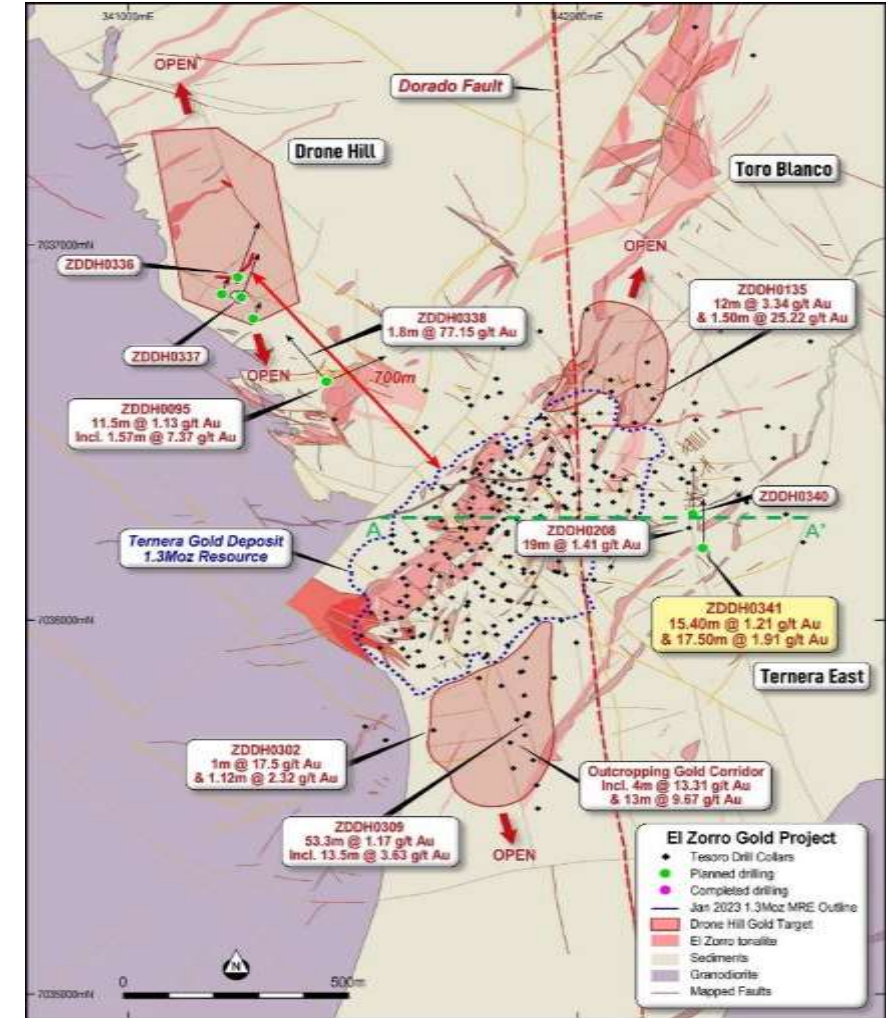 341000mE
342000mE
OPEN
Dorado Fault
Drone Hill
Toro Blanco
7037000mN
OPEN
ZDDH0336
ZDDH0135
12m @ 3.34 g/t Au
& 1.50m @ 25.22 g/t Au
ZDDH0338
1.8m @ 77.15 g/t Au
ZDDH0337
OPEN
700m
ZDDH0095
11.5m @ 1.13 g/t Au
Incl. 1.57m @ 7.37 g/t Au
ZDDH0340
A
A'
Ternera Gold Deposit
1.3Moz Resource
ZDDH0208
19m @ 1.41 g/t Au
ZDDH0341
15.40m @ 1.21 g/t Au
& 17.50m @ 1.91 g/t Au
7036000mN
Ternera East
ZDDH0302
1m @ 17.5 g/t Au
& 1.12m @ 2.32 g/t Au
Outcropping Gold Corridor
Incl. 4m @ 13.31 g/t Au
& 13m @ 9.67 g/t Au
ZDDH0309
53.3m @ 1.17 g/t Au
Incl. 13.5m @ 3.63 g/t Au
OPEN
El Zorro Gold Project
Tesoro Drill Collars
Planned drilling
Completed drilling
Jan 2023 1.3Moz MRE Outline
Drone Hill Gold Target
El Zorro tonalite
Sediments
Granodiorite
Mapped Faults
N
0
500m
7035000mN